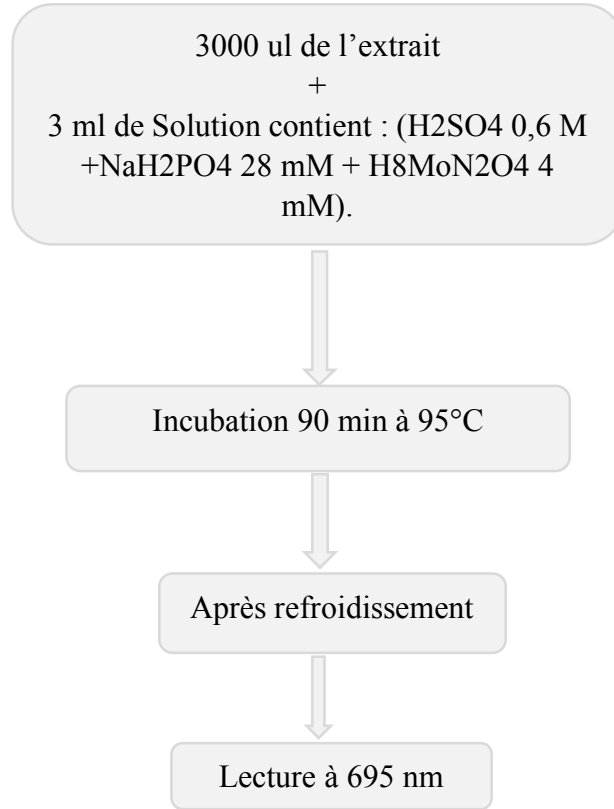 3000 ul de l’extrait
+
3 ml de Solution contient : (H2SO4 0,6 M
+NaH2PO4 28 mM + H8MoN2O4 4
mM).
Incubation 90 min à 95°C
Après refroidissement
Lecture à 695 nm